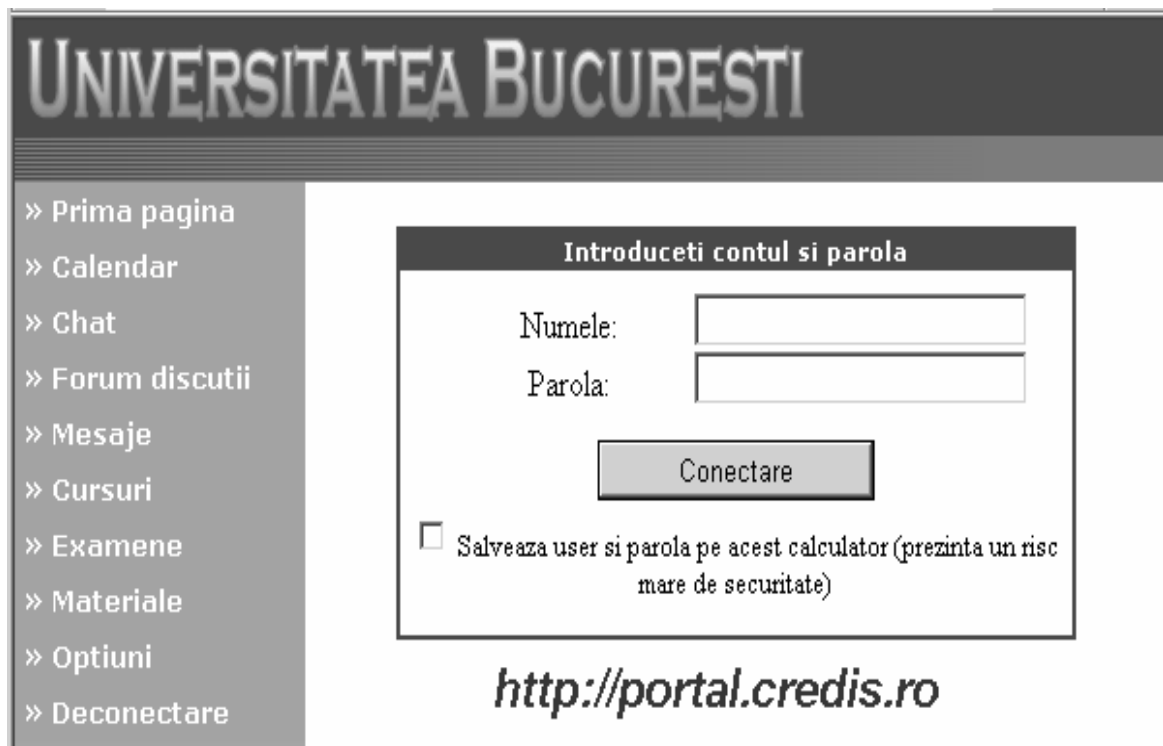 UNIVERSITATEA BUCURESTI
» Prima pagina
» Calendar
» Chat
» Forum discutii
» Mesaje
» Cursuri
» Examene
» Materiale
» Optiuni
» Deconectare
Introduceti contul si parola
Numele:
Parola:
Conectare
Salveaza user si parola pe acest calculator (prezinta un risc
mare de securitate)
http://portal.credis.ro